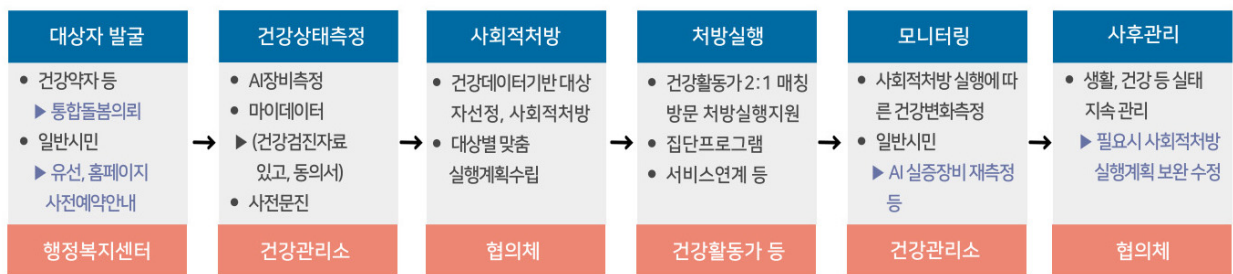 대상자 발굴
• 건강약자 등
▶ 통합돌봄의뢰
• 일반시민
▶ 유선, 홈페이지
사전예약안내
행정복지센터
→
건강상태측정
• AI장비측정
• 마이데이터
▶ (건강검진자료
있고, 동의서)
• 사전문진
건강관리소
→
사회적처방
• 건강데이터기반 대상
자선정, 사회적처방
• 대상별 맞춤
실행계획수립
협의체
→
처방실행
• 건강활동가 2:1 매칭
방문 처방실행지원
• 집단프로그램
• 서비스연계 등
건강활동가 등
→
모니터링
• 사회적처방 실행에 따
른 건강변화측정
• 일반시민
▶ AI 실증장비 재측정
등
건강관리소
→
사후관리
• 생활, 건강 등 실태
지속 관리
▶ 필요시 사회적처방
실행계획 보완 수정
협의체